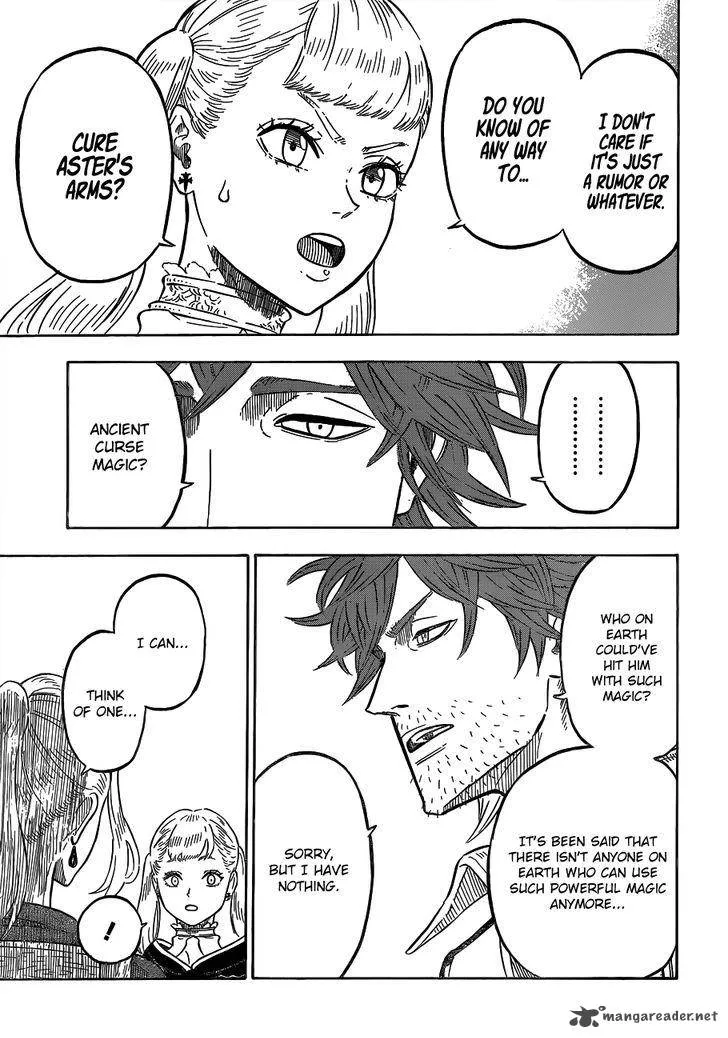 I DON'T
CARE IF
IT'S JUST
A RUMOR OR
WHATEVER.
DO YOU
KNOW OF
ANY WAY
TO...
CURE
ASTER'S
ARMS?
........
........
ANCIENT
CURSE
MAGIC?
WHO ON
EARTH
COULD'VE
HIT HIM
WITH SUCH
MAGIC?
IT'S BEEN SAID THAT
THERE ISN'T ANYONE ON
EARTH WHO CAN USE
SUCH POWERFUL MAGIC
ANYMORE...
SORRY,
BUT I HAVE
NOTHING.
I CAN...
THINK
OF ONE...
!
mangareader.net